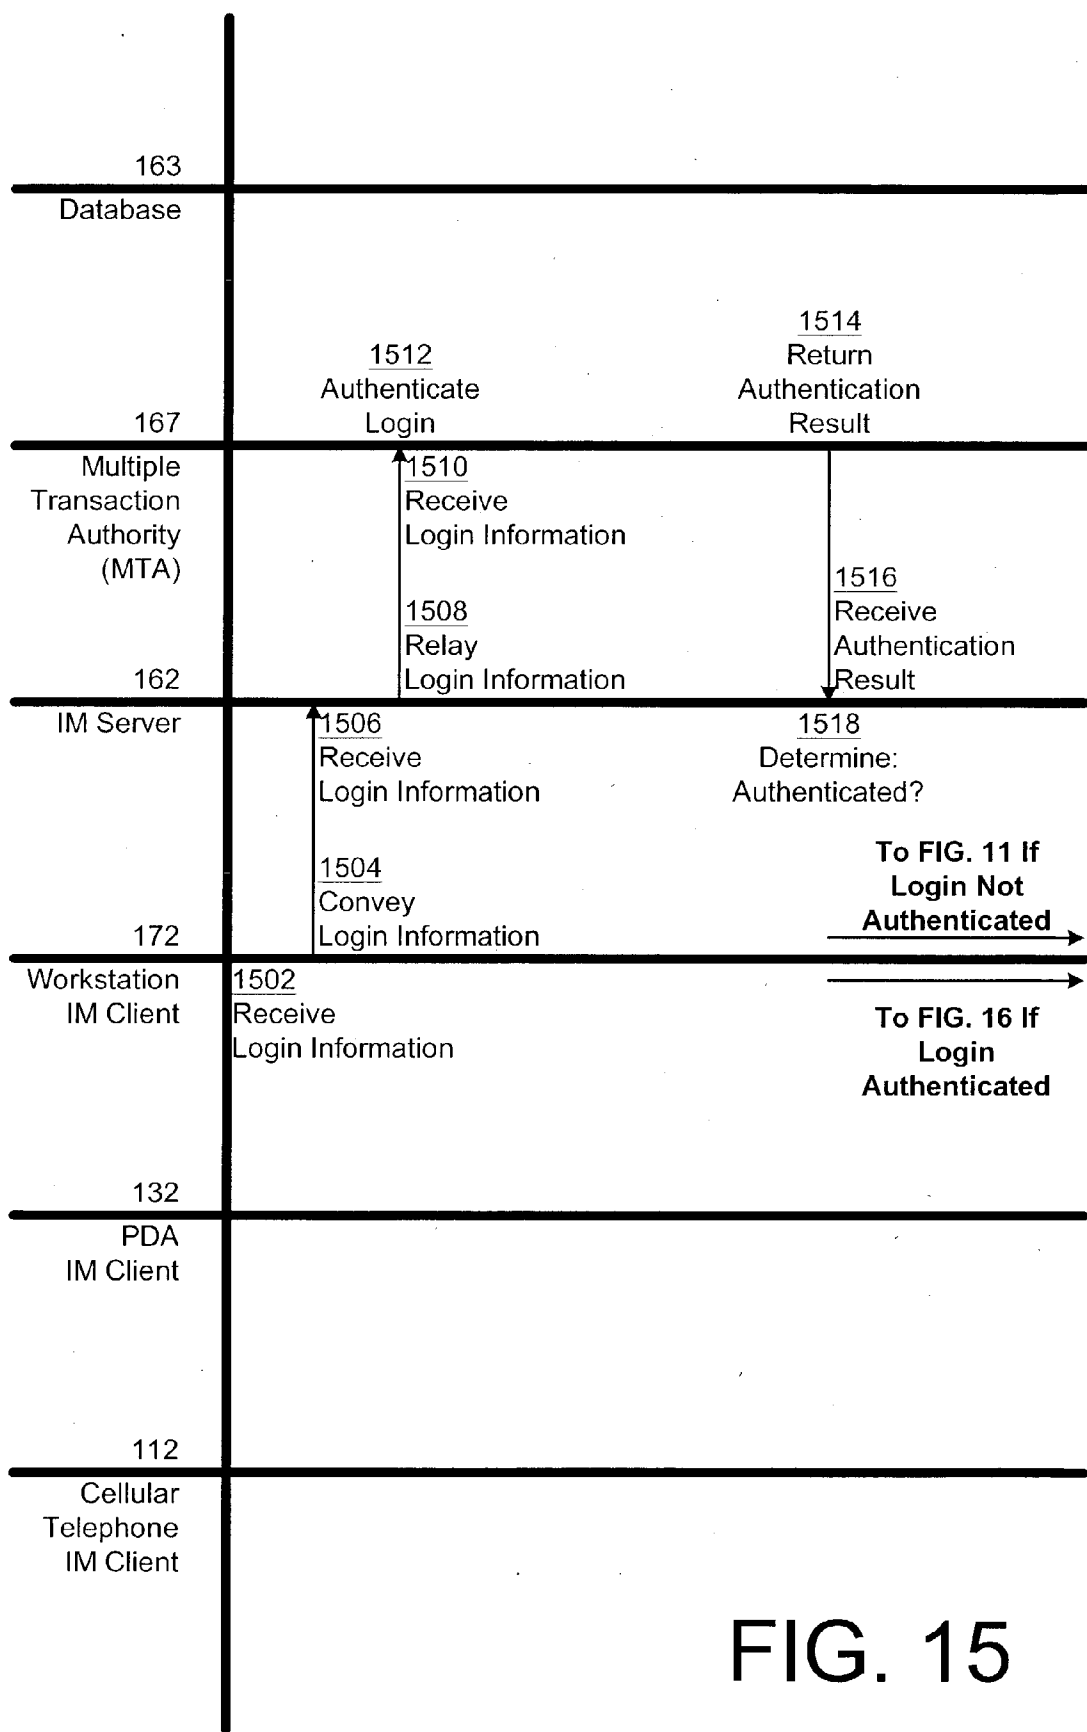 163
Database
1512
Authenticate
Login
1514
Return
Authentication
Result
167
Multiple
Transaction
Authority
(MTA)
1510
Receive
Login Information
1508
Relay
Login Information
1516
Receive
Authentication
Result
162
IM Server
1506
Receive
Login Information
1504
Convey
Login Information
1518
Determine:
Authenticated?
To FIG. 11 If
Login Not
Authenticated
172
Workstation
IM Client
1502
Receive
Login Information
To FIG. 16 If
Login
Authenticated
132
PDA
IM Client
112
Cellular
Telephone
IM Client
FIG. 15